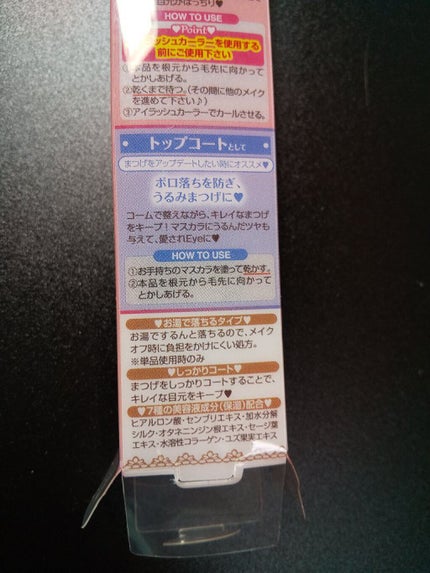 目元がぱっちり♥
HOW TO USE
♥Point♥
ッシュカーラーを使用する
前にご使用下さい
①本品を根元から毛先に向かって
とかしあげる。
②乾くまで待つ。(その間に他のメイク
を進めて下さい♪)
③アイラッシュカーラーでカールさせる。
トップコートとして
まつげをアップデートしたい時にオススメ♥
ポロ落ちを防ぎ、
うるみまつげに♥
コームで整えながら、キレイなまつげ
をキープ!マスカラにうるんだツヤも
与えて、愛されEyeに♥
HOW TO USE
①お手持ちのマスカラを塗って乾かす。
②本品を根元から毛先に向かって
とかしあげる。
♥お湯で落ちるタイプ♥
お湯でするんと落ちるので、メイク
オフ時に負担をかけにくい処方。
※単品使用時のみ
♥しっかりコート♥
まつげをしっかりコートすることで、
キレイな目元をキープ♥
♥7種の美容液成分(保湿)配合♥
ヒアルロン酸・センブリエキス・加水分解
シルク・オタネニンジン根エキス・セージ葉
エキス・水溶性コラーゲン・ユズ果実エキス